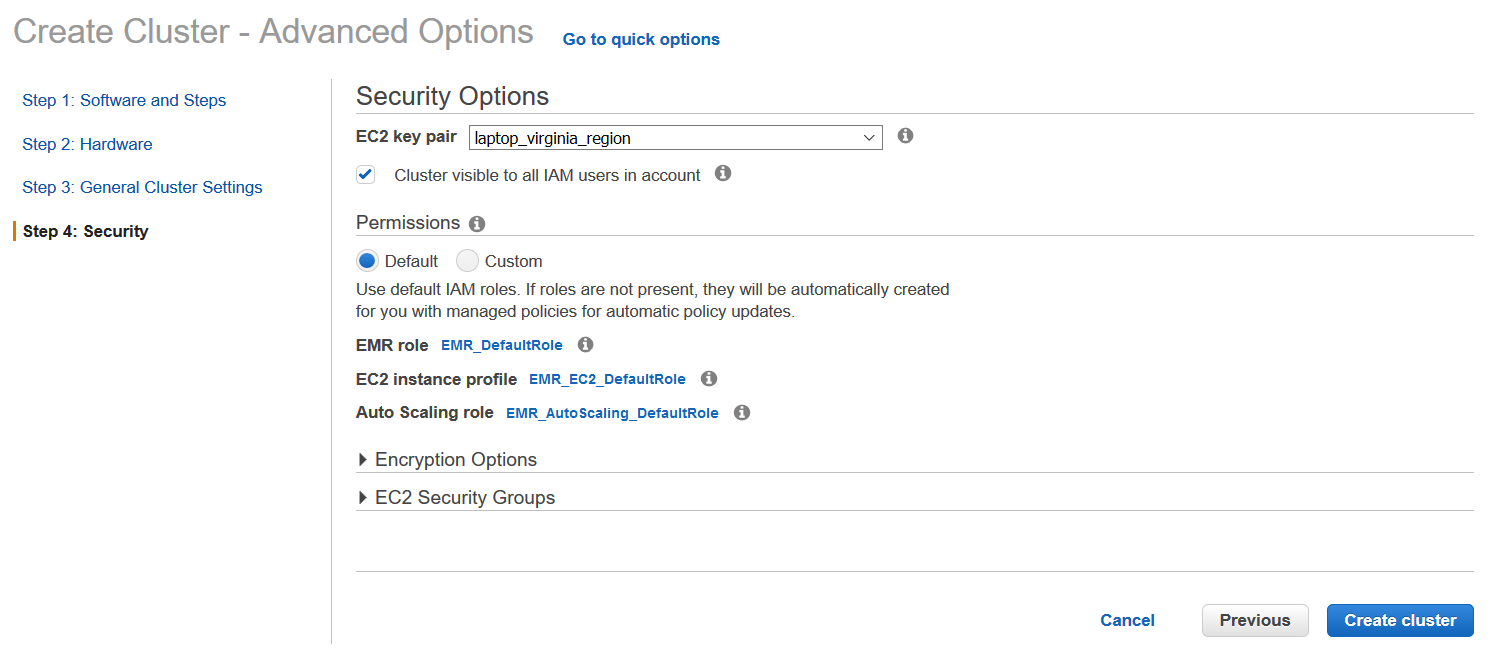 Create Cluster - Advanced Options Go to quick options
Step 1: Software and Steps
Step 2: Hardware
Step 3: General Cluster Settings
Step 4: Security
Security Options
EC2 key pair laptop_virginia_region
Cluster visible to all IAM users in account
Permissions
Default Custom
Use default IAM roles. If roles are not present, they will be automatically created
for you with managed policies for automatic policy updates.
EMR role EMR_DefaultRole
EC2 instance profile EMR_EC2_DefaultRole
Auto Scaling role EMR_AutoScaling_DefaultRole
Encryption Options
EC2 Security Groups
Cancel Previous Create cluster